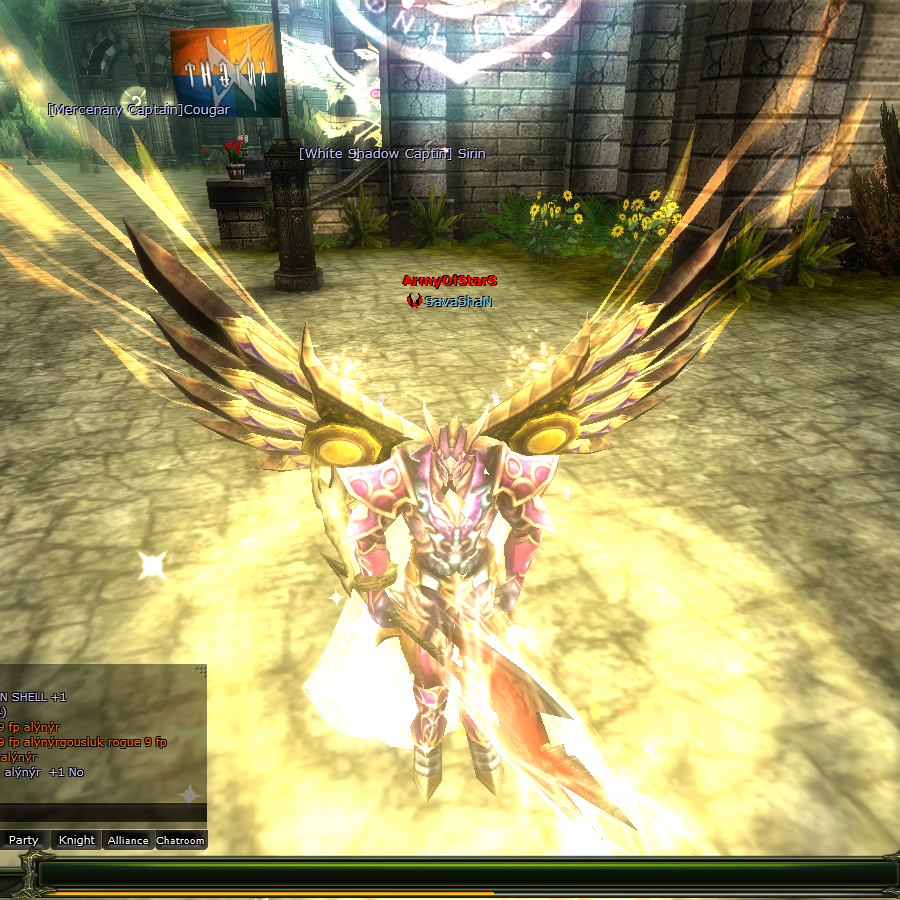 [Mercenary Captain]Cougar
[White Shadow Captin] Sirin
ArmyOfStarS
SavaShaN
N SHELL +1
9 fp alýnýr
9 fp alýnýrgousluk rogue 9 fp
alýnýr
alýnýr +1 No
Party Knight Alliance Chatroom